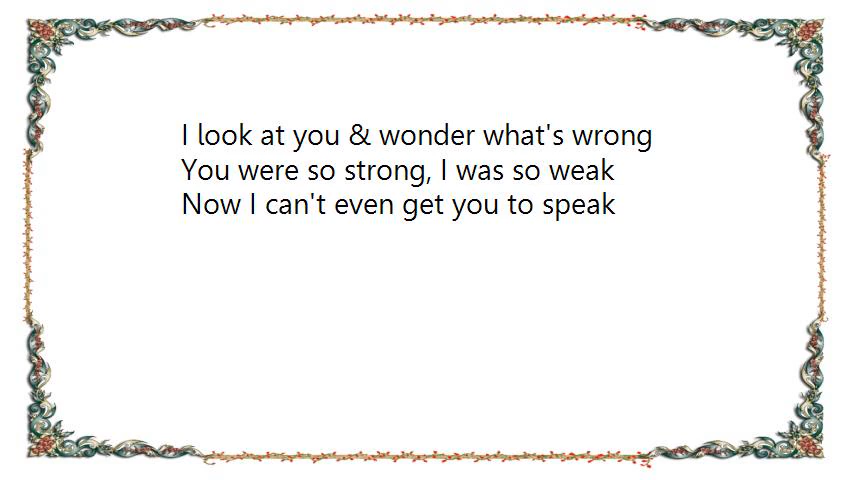 I look at you & wonder what's wrong
You were so strong, I was so weak
Now I can't even get you to speak